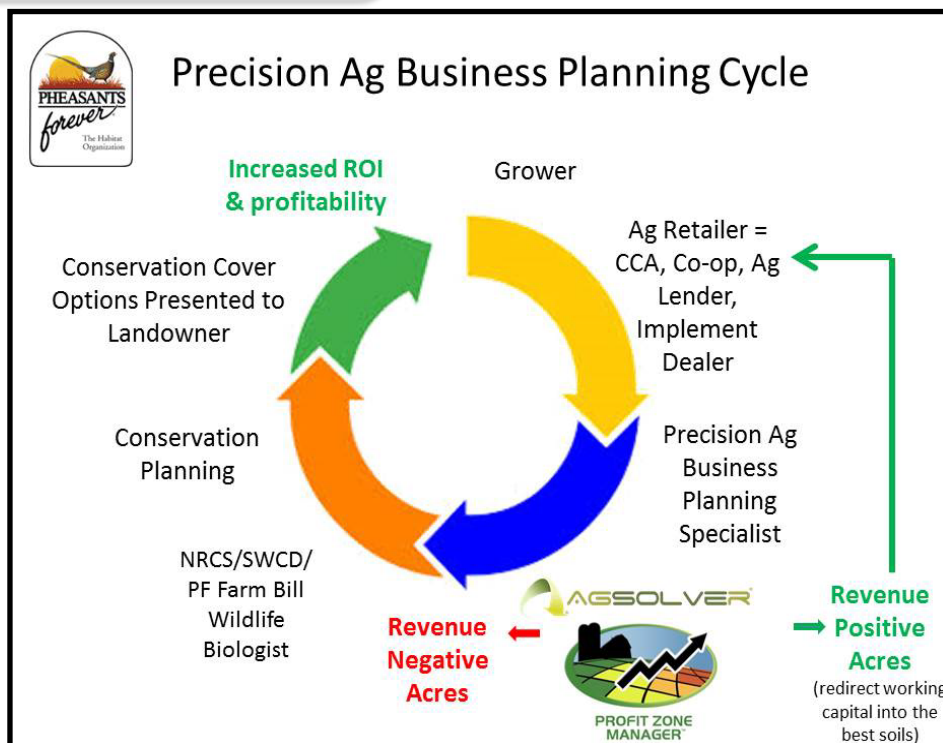 PHEASANTS
forever
The Habitat
Organization
Precision Ag Business Planning Cycle
Increased ROI
& profitability
Grower
Ag Retailer =
CCA, Co-op, Ag
Lender,
Implement
Dealer
Precision Ag
Business
Planning
Specialist
AGSOLVER
PROFIT ZONE
MANAGER™
Revenue
Positive
Acres
(redirect working
capital into the
best soils)
Revenue
Negative
Acres
NRCS/SWCD/
PF Farm Bill
Wildlife
Biologist
Conservation
Planning
Conservation Cover
Options Presented to
Landowner